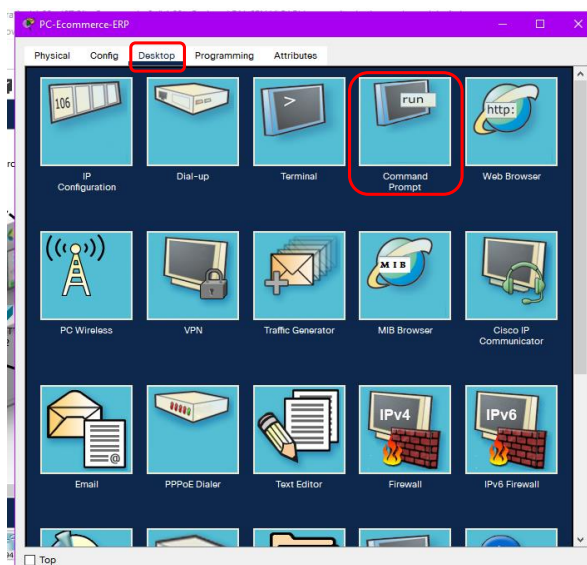 PC-Ecommerce-ERP
Physical Config Desktop Programming Attributes
106
>
run
http:
IP
Configuration
Dial-up
Terminal
Command
Prompt
Web Browser
MIB
PC Wireless
VPN
Traffic Generator
MIB Browser
Cisco IP
Communicator
@
IPv4
IPv6
Email
PPPoE Dialer
Text Editor
Firewall
IPv6 Firewall
Top